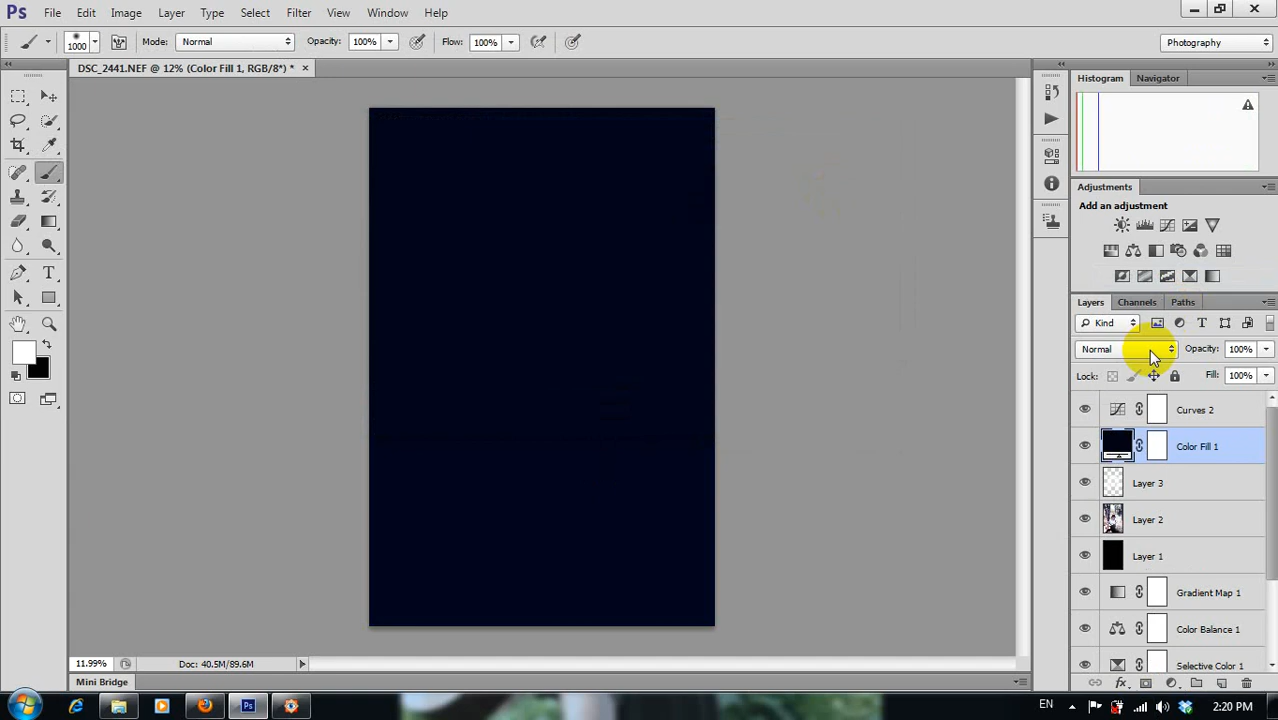 Ps File Edit Image Layer Type Select Filter View Window Help
1000 Mode: Normal Opacity: 100% Flow: 100% Photography
DSC_2441.NEF @ 12% (Color Fill 1, RGB/8*) * ×
Histogram Navigator
Adjustments
Add an adjustment
Layers Channels Paths
Kind
Normal Opacity: 100%
Lock: Fill: 100%
Curves 2
Color Fill 1
Layer 3
Layer 2
Layer 1
Gradient Map 1
Color Balance 1
Selective Color 1
11.99% Doc: 40.5M/89.6M
Mini Bridge
Ps EN 2:20 PM